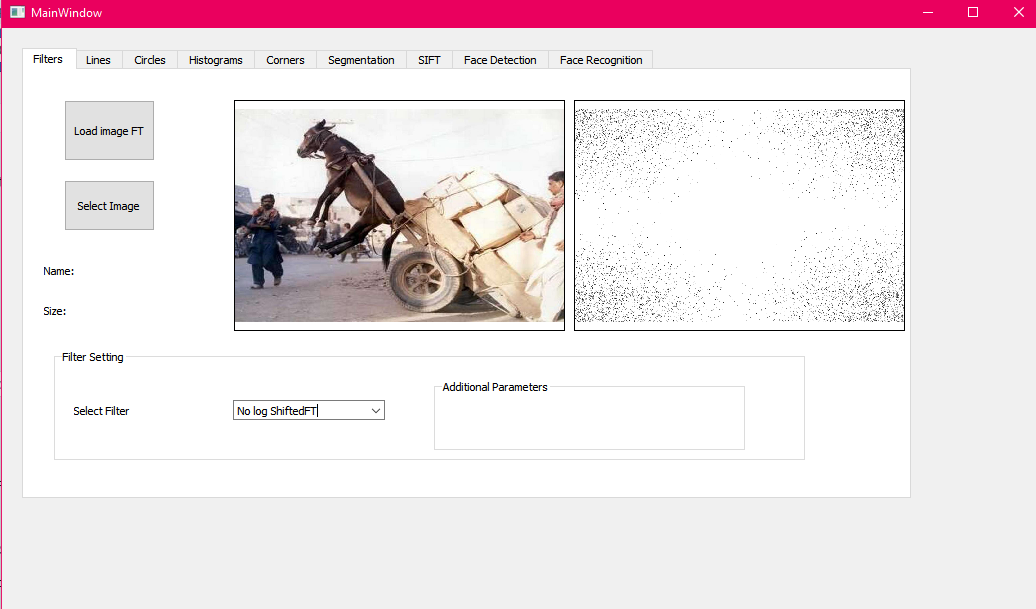 MainWindow
Filters Lines Circles Histograms Corners Segmentation SIFT Face Detection Face Recognition
Load image FT
Select Image
Name:
Size:
Filter Setting
Additional Parameters
Select Filter No log ShiftedFT